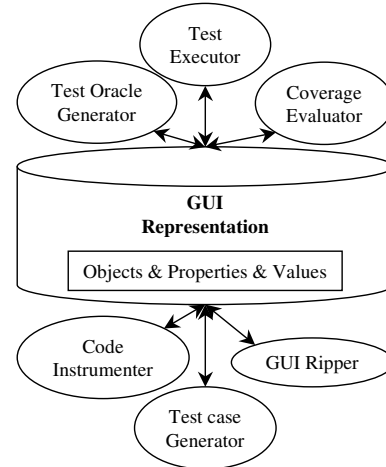 Test
Executor
Test Oracle
Generator
Coverage
Evaluator
GUI
Representation
Objects & Properties & Values
Code
Instrumenter
GUI Ripper
Test case
Generator